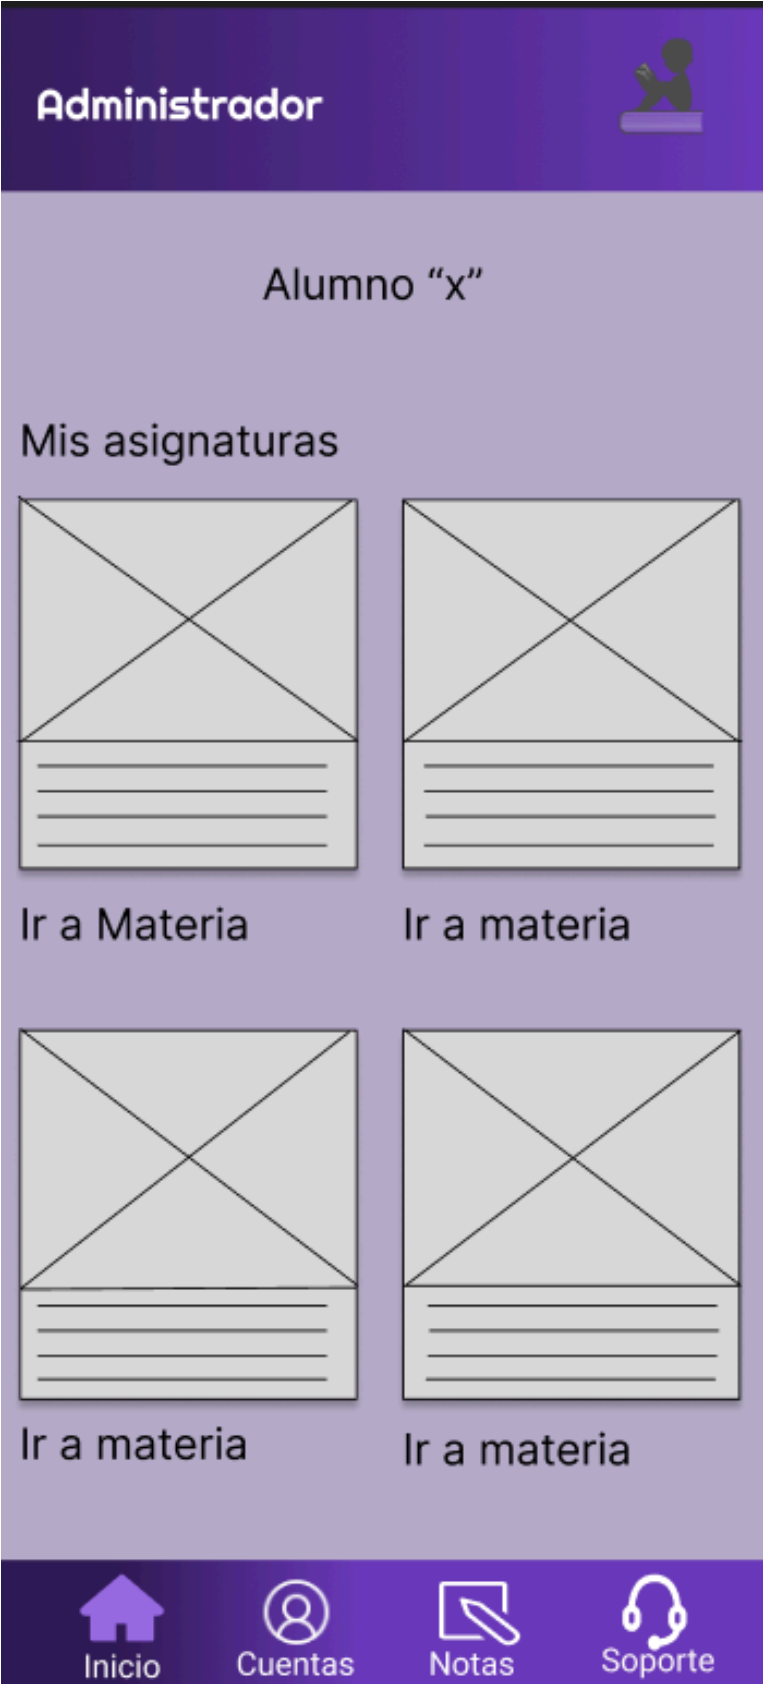 Administrador
Alumno “x”
Mis asignaturas
Ir a Materia
Ir a materia
Ir a materia
Ir a materia
Inicio
Cuentas
Notas
Soporte